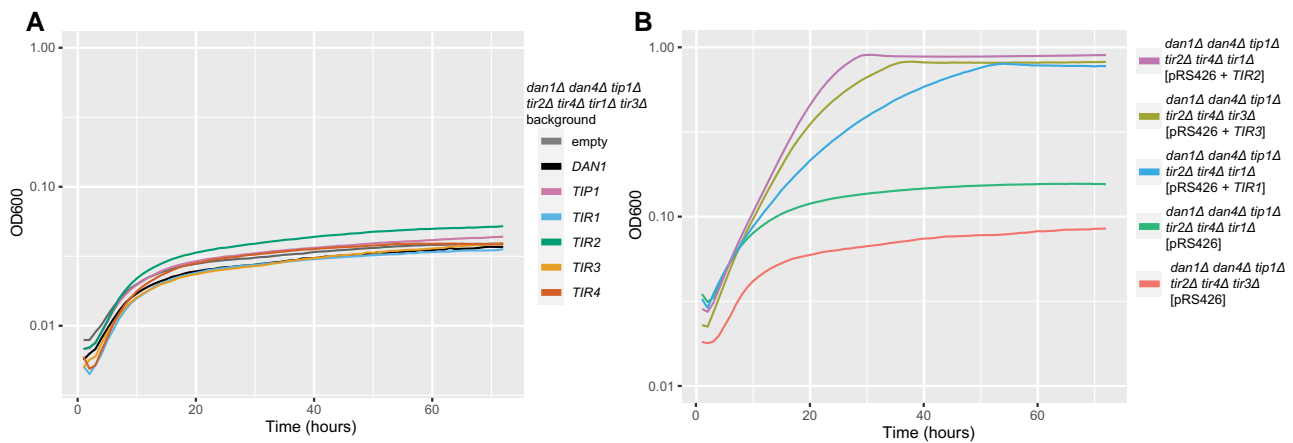 A
1.00
0.10
0.01
OD600
0
20
40
60
Time (hours)
dan1Δ dan4Δ tip1Δ
tir2Δ tir4Δ tir1Δ tir3Δ
background
empty
DAN1
TIP1
TIR1
TIR2
TIR3
TIR4
B
1.00
0.10
0.01
OD600
0
20
40
60
Time (hours)
dan1Δ dan4Δ tip1Δ
tir2Δ tir4Δ tir1Δ
[pRS426 + TIR2]
dan1Δ dan4Δ tip1Δ
tir2Δ tir4Δ tir3Δ
[pRS426 + TIR3]
dan1Δ dan4Δ tip1Δ
tir2Δ tir4Δ tir1Δ
[pRS426 + TIR1]
dan1Δ dan4Δ tip1Δ
tir2Δ tir4Δ tir1Δ
[pRS426]
dan1Δ dan4Δ tip1Δ
tir2Δ tir4Δ tir3Δ
[pRS426]